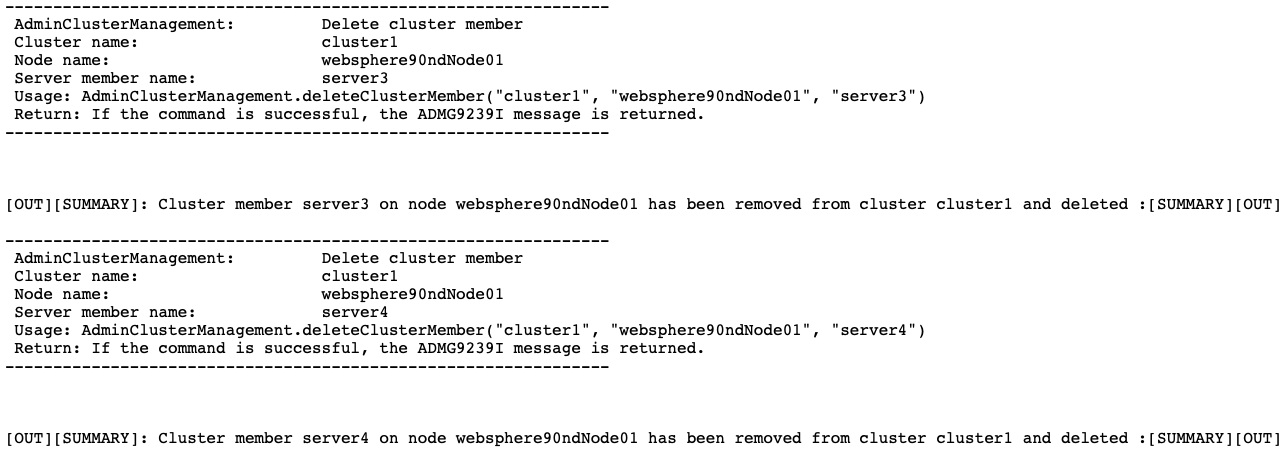 ----------------------------------------------------------------
AdminClusterManagement:         Delete cluster member
Cluster name:                   cluster1
Node name:                      websphere90ndNode01
Server member name:             server3
Usage: AdminClusterManagement.deleteClusterMember("cluster1", "websphere90ndNode01", "server3")
Return: If the command is successful, the ADMG9239I message is returned.
----------------------------------------------------------------
[OUT][SUMMARY]: Cluster member server3 on node websphere90ndNode01 has been removed from cluster cluster1 and deleted :[SUMMARY][OUT]
----------------------------------------------------------------
AdminClusterManagement:         Delete cluster member
Cluster name:                   cluster1
Node name:                      websphere90ndNode01
Server member name:             server4
Usage: AdminClusterManagement.deleteClusterMember("cluster1", "websphere90ndNode01", "server4")
Return: If the command is successful, the ADMG9239I message is returned.
----------------------------------------------------------------
[OUT][SUMMARY]: Cluster member server4 on node websphere90ndNode01 has been removed from cluster cluster1 and deleted :[SUMMARY][OUT]